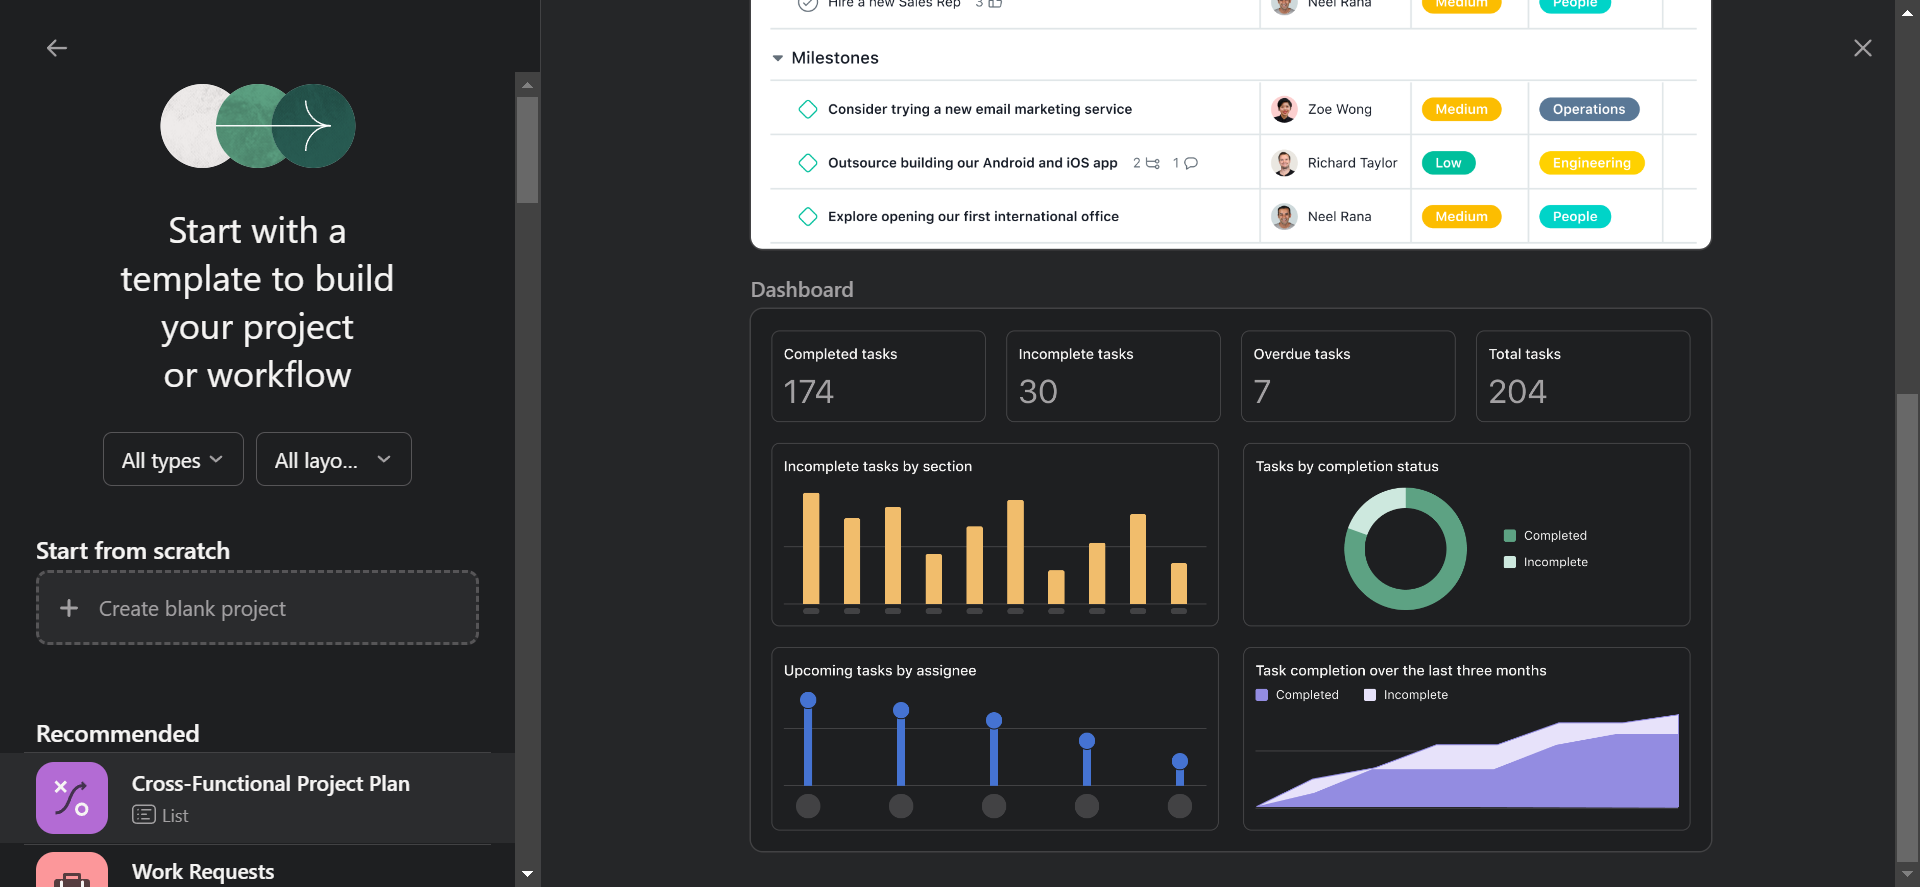 Start with a
template to build
your project
or workflow
All types
All layo...
Start from scratch
Create blank project
Recommended
Cross-Functional Project Plan
List
Work Requests
Hire a new Sales Rep 3 Neel Rana Medium People
Milestones
Consider trying a new email marketing service Zoe Wong Medium Operations
Outsource building our Android and iOS app 2 1 Richard Taylor Low Engineering
Explore opening our first international office Neel Rana Medium People
Dashboard
Completed tasks
174
Incomplete tasks
30
Overdue tasks
7
Total tasks
204
Incomplete tasks by section
Tasks by completion status
Completed
Incomplete
Upcoming tasks by assignee
Task completion over the last three months
Completed Incomplete